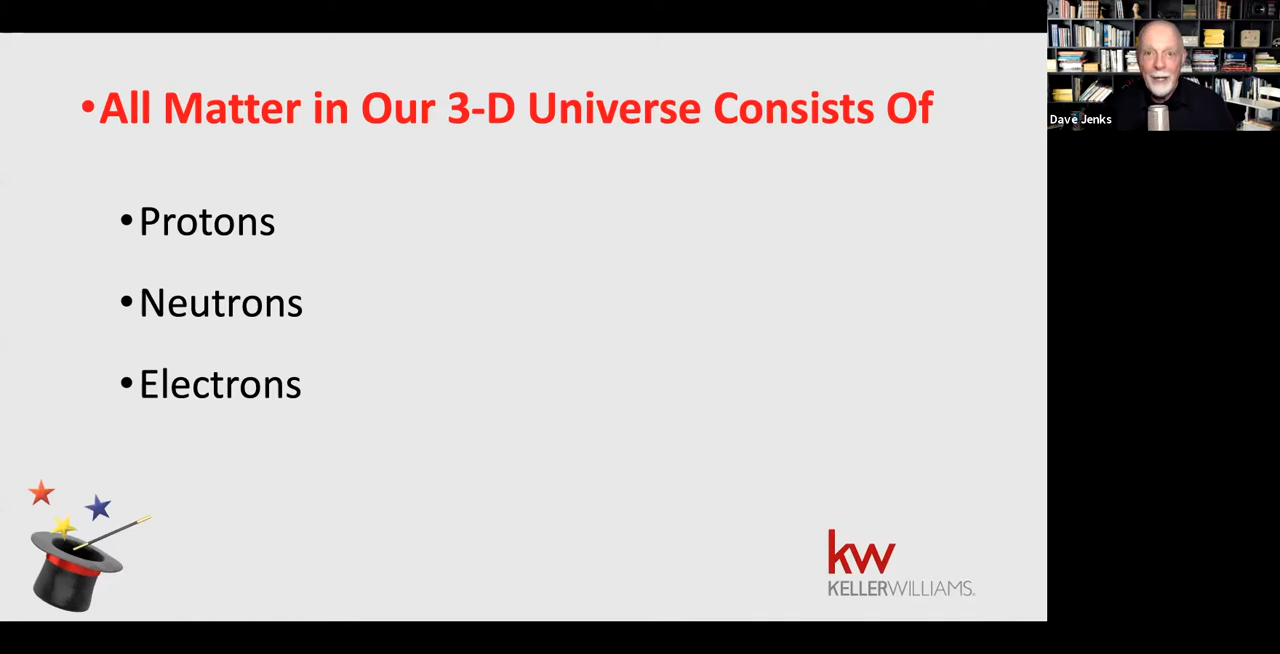 •All Matter in Our 3-D Universe Consists Of
•Protons
•Neutrons
•Electrons
kw
KELLERWILLIAMS.
Dave Jenks